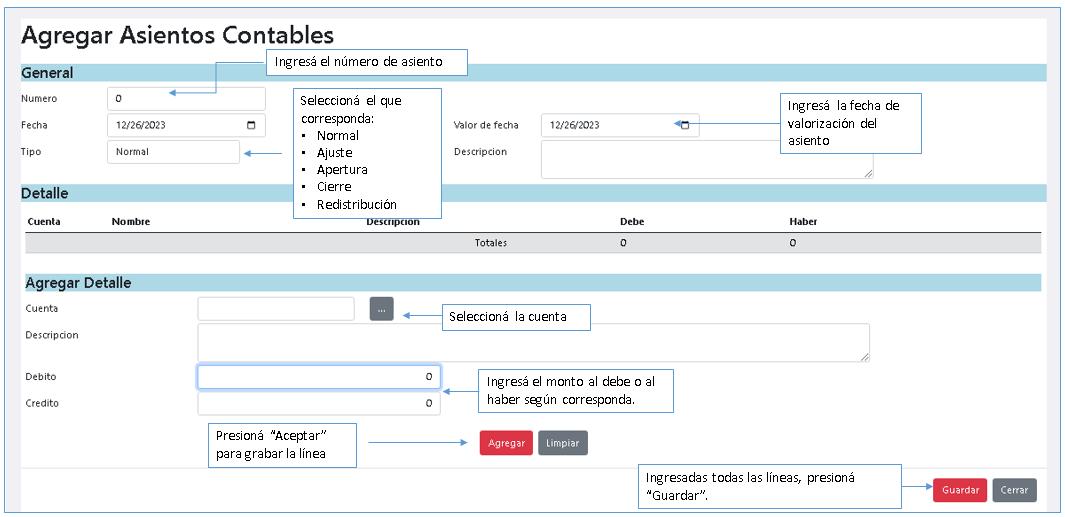 Agregar Asientos Contables
Ingresá el número de asiento
General
Numero
0
Seleccioná el que
corresponda:
• Normal
• Ajuste
• Apertura
• Cierre
• Redistribución
Fecha
12/26/2023
Valor de fecha
12/26/2023
Ingresá la fecha de
valorización del
asiento
Tipo
Normal
Descripcion
Detalle
Cuenta Nombre Descripcion Debe Haber
Totales 0 0
Agregar Detalle
Cuenta
...
Seleccioná la cuenta
Descripcion
Debito
0
Ingresá el monto al debe o al
haber según corresponda.
Credito
0
Presioná “Aceptar”
para grabar la línea
Agregar Limpiar
Ingresadas todas las líneas, presioná
“Guardar”.
Guardar Cerrar